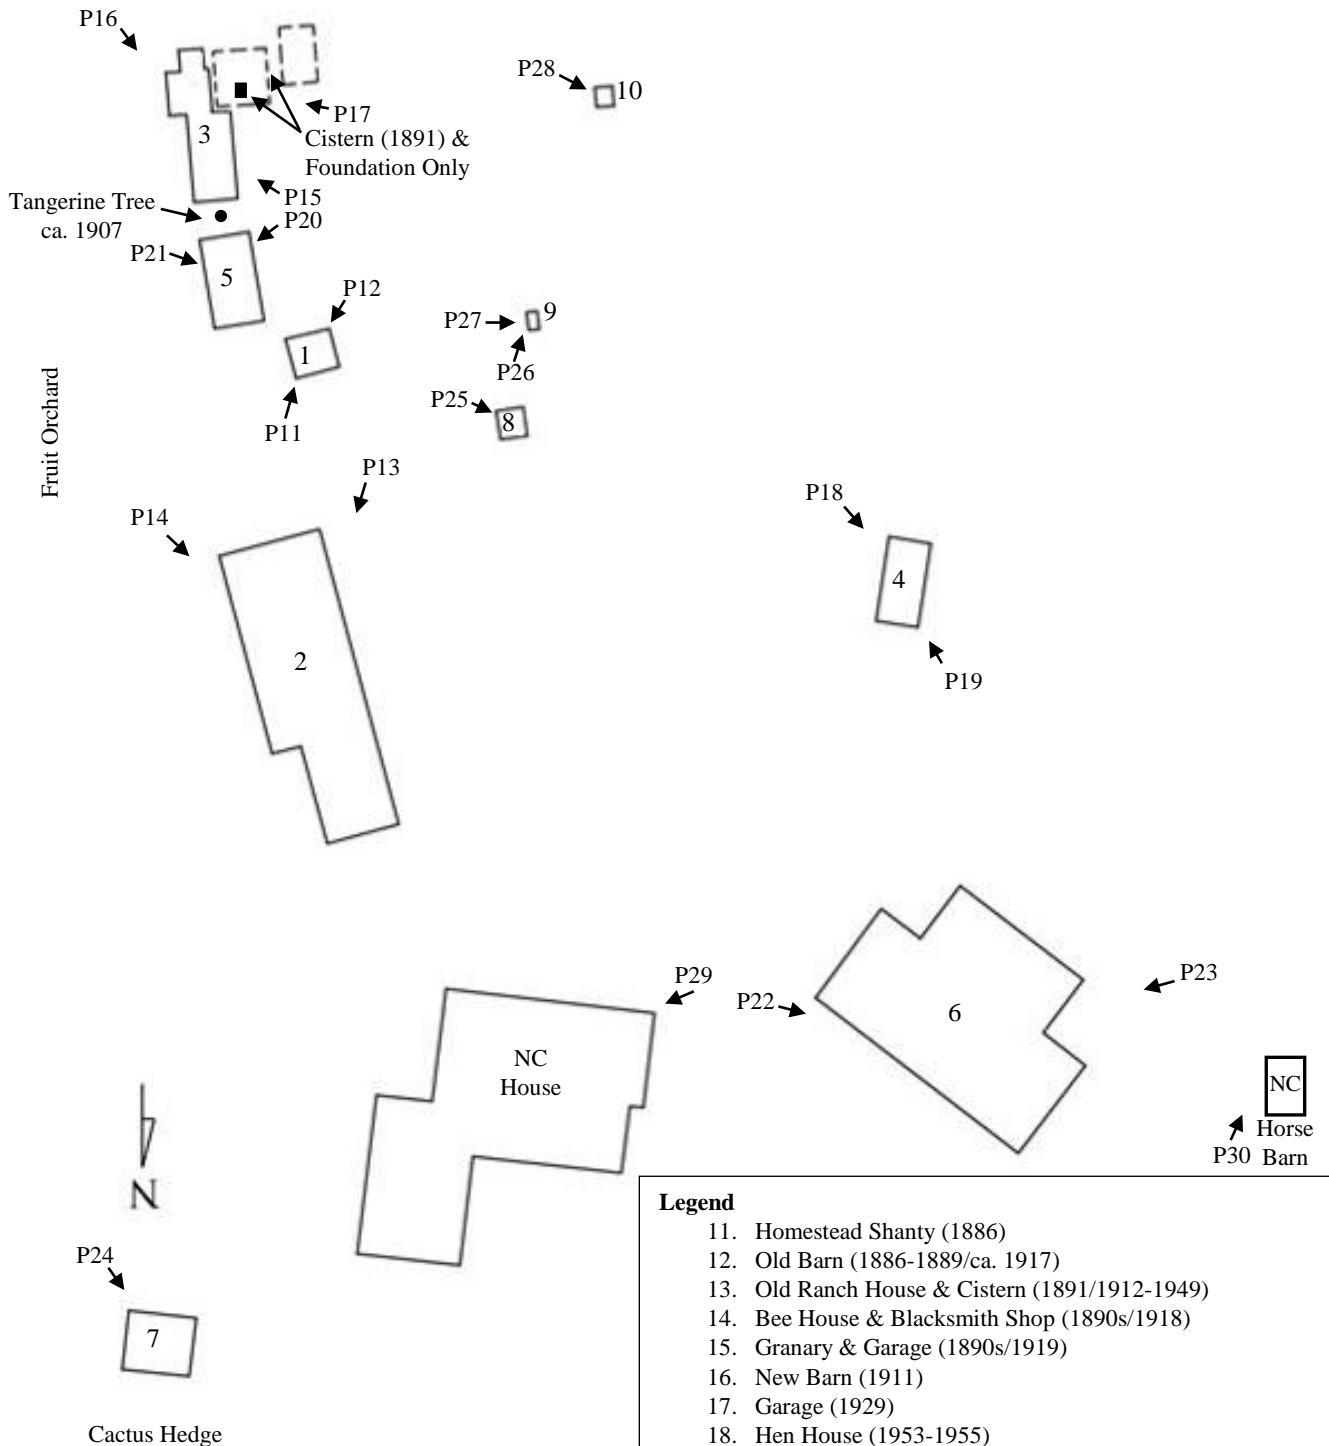 P16
P28
10
P17
3
Cistern (1891) &
Foundation Only
P15
Tangerine Tree
ca. 1907
P20
P21
5
P12
P27
9
1
P26
P25
8
P11
Fruit Orchard
P13
P14
P18
4
2
P19
P29
P22
P23
6
NC
House
NC
Horse
Barn
P30
N
P24
7
Cactus Hedge
Legend
11. Homestead Shanty (1886)
12. Old Barn (1886-1889/ca. 1917)
13. Old Ranch House & Cistern (1891/1912-1949)
14. Bee House & Blacksmith Shop (1890s/1918)
15. Granary & Garage (1890s/1919)
16. New Barn (1911)
17. Garage (1929)
18. Hen House (1953-1955)